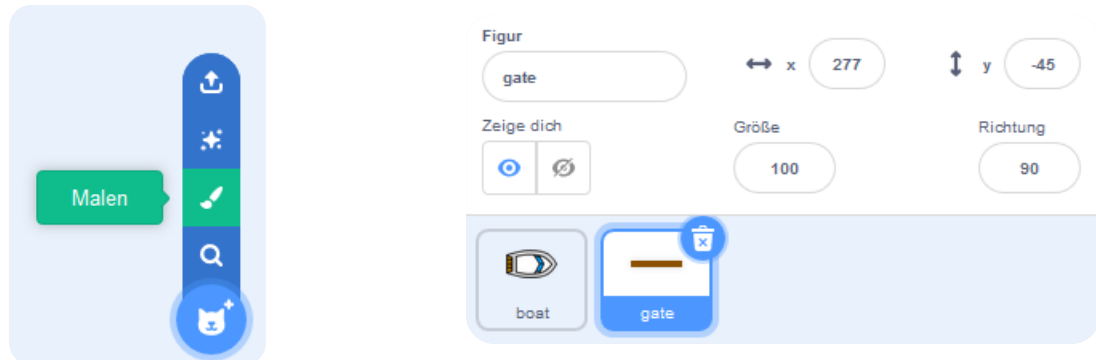 Malen
Figur
gate
x 277
y -45
Zeige dich
Größe
Richtung
100
90
boat
gate